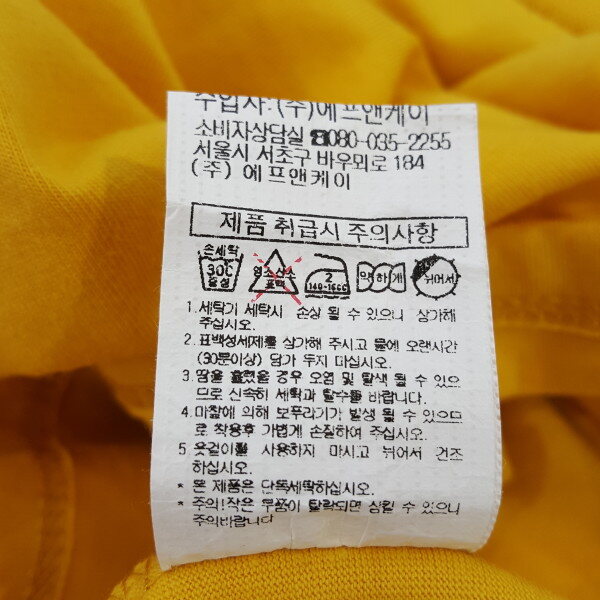 수입자:(주)에프앤케이
소비자상담실 ☎080-035-2255
서울시 서초구 바우뫼로 184
(주) 에프앤케이
제품 취급시 주의사항
손세탁
30℃
중성
염소,산소
표백
2
140-160℃
약하게
뉘어서
1.세탁기 세탁시 손상 될 수 있으니 삼가해
주십시오.
2.표백성세제를 삼가해 주시고 물에 오랜시간
(30분이상) 담가 두지 마십시오.
3.땀을 흘렸을 경우 오염 및 탈색 될 수 있으
므로 신속히 세탁과 탈수를 바랍니다.
4.마찰에 의해 보푸라기가 발생 될 수 있으므
로 착용후 가볍게 손질하여 주십시오.
5 옷걸이를 사용하지 마시고 뉘어서 건조
하십시오.
* 본 제품은 단독세탁하십시오.
* 주의!작은 부품이 탈락되면 삼킬 수 있으니
주의바랍니다